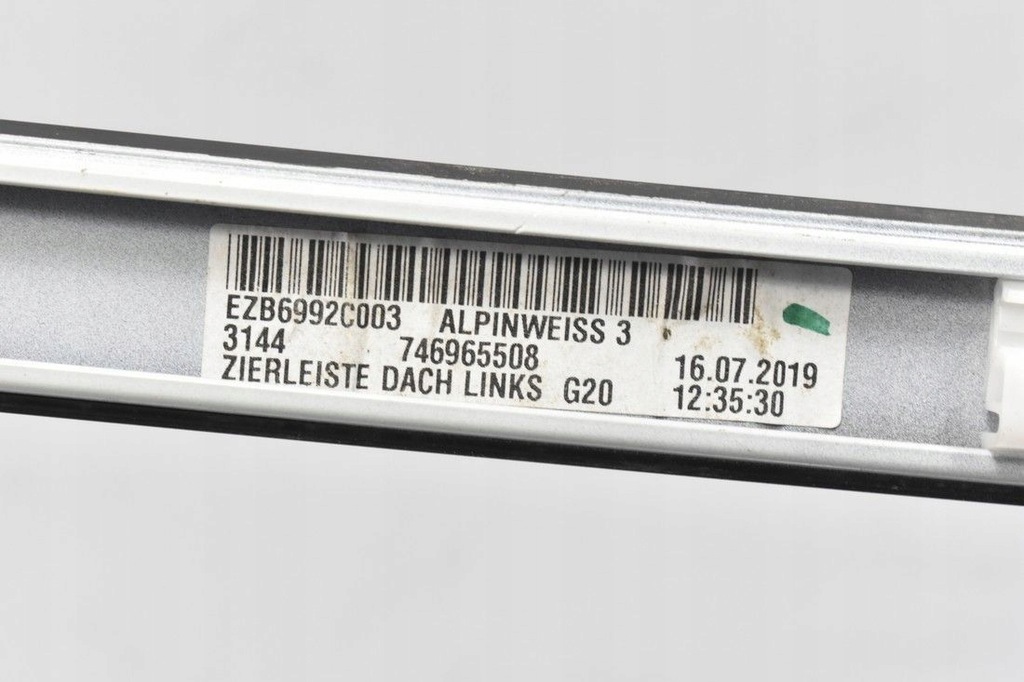 EZB6992C003 ALPINWEISS 3
3144 746965508 16.07.2019
ZIERLEISTE DACH LINKS G20 12:35:30